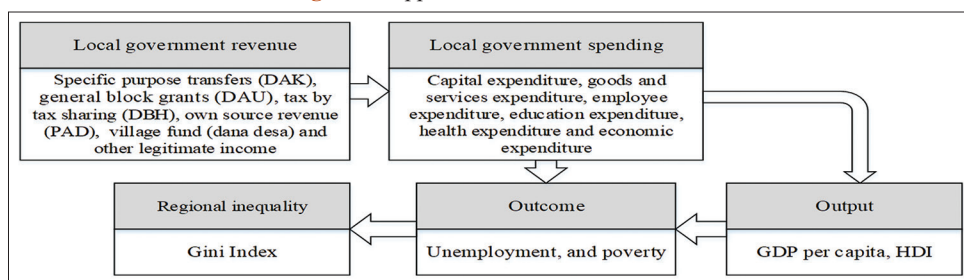 Local government revenue
Specific purpose transfers (DAK),
general block grants (DAU), tax by
tax sharing (DBH), own source revenue
(PAD), village fund (dana desa) and
other legitimate income
Local government spending
Capital expenditure, goods and
services expenditure, employee
expenditure, education expenditure,
health expenditure and economic
expenditure
Regional inequality
Gini Index
Outcome
Unemployment, and poverty
Output
GDP per capita, HDI